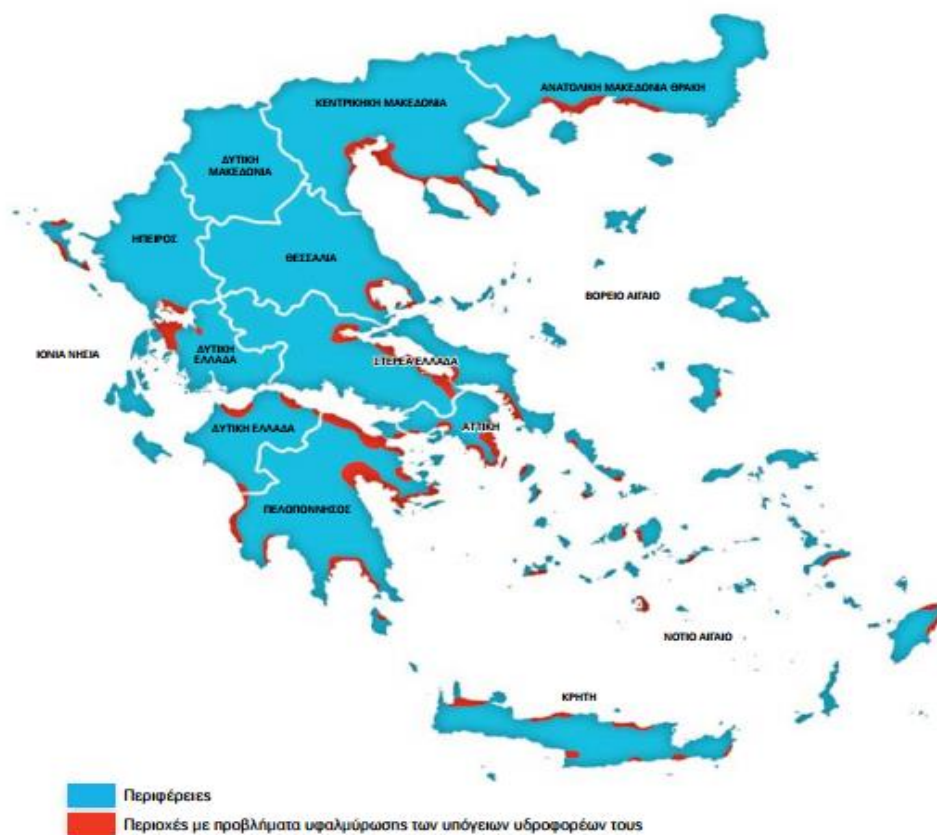 ΑΝΑΤΟΛΙΚΗ ΜΑΚΕΔΟΝΙΑ ΘΡΑΚΗ
ΚΕΝΤΡΙΚΗΚΗ ΜΑΚΕΔΟΝΙΑ
ΔΥΤΙΚΗ
ΜΑΚΕΔΟΝΙΑ
ΗΠΕΙΡΟΣ
ΘΕΣΣΑΛΙΑ
ΒΟΡΕΙΟ ΑΙΓΑΙΟ
ΙΟΝΙΑ ΝΗΣΙΑ
ΔΥΤΙΚΗ
ΕΛΛΑΔΑ
ΣΤΕΡΕΑ ΕΛΛΑΔΑ
ΔΥΤΙΚΗ ΕΛΛΑΔΑ
ΑΤΤΙΚΗ
ΠΕΛΟΠΟΝΝΗΣΟΣ
ΝΟΤΙΟ ΑΙΓΑΙΟ
ΚΡΗΤΗ
Περιφέρειες
Περιοχές με προβλήματα υφαλμύρωσης των υπόγειων υδροφορέων τους